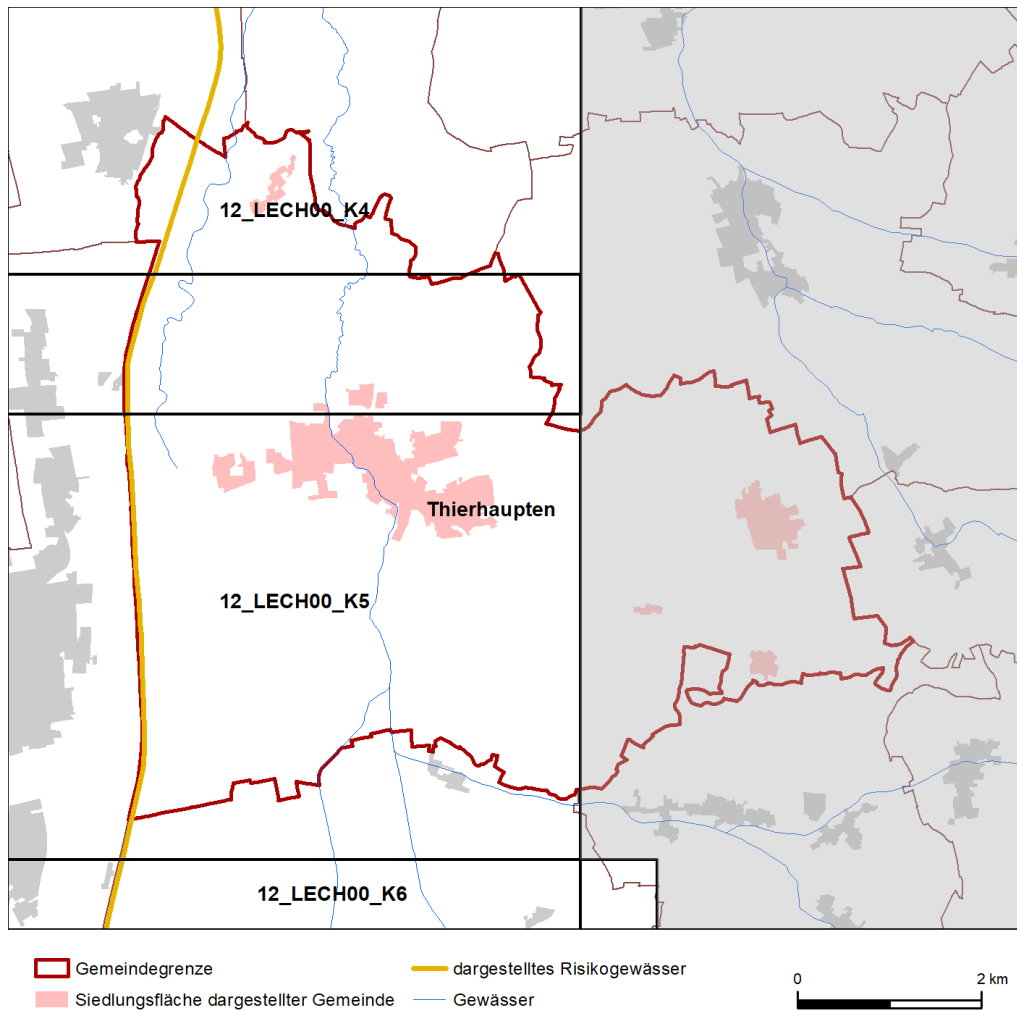 12_LECH00_K4
Thierhaupten
12_LECH00_K5
12_LECH00_K6
Gemeindegrenze
dargestelltes Risikogewässer
0
2 km
Siedlungsfläche dargestellter Gemeinde
Gewässer